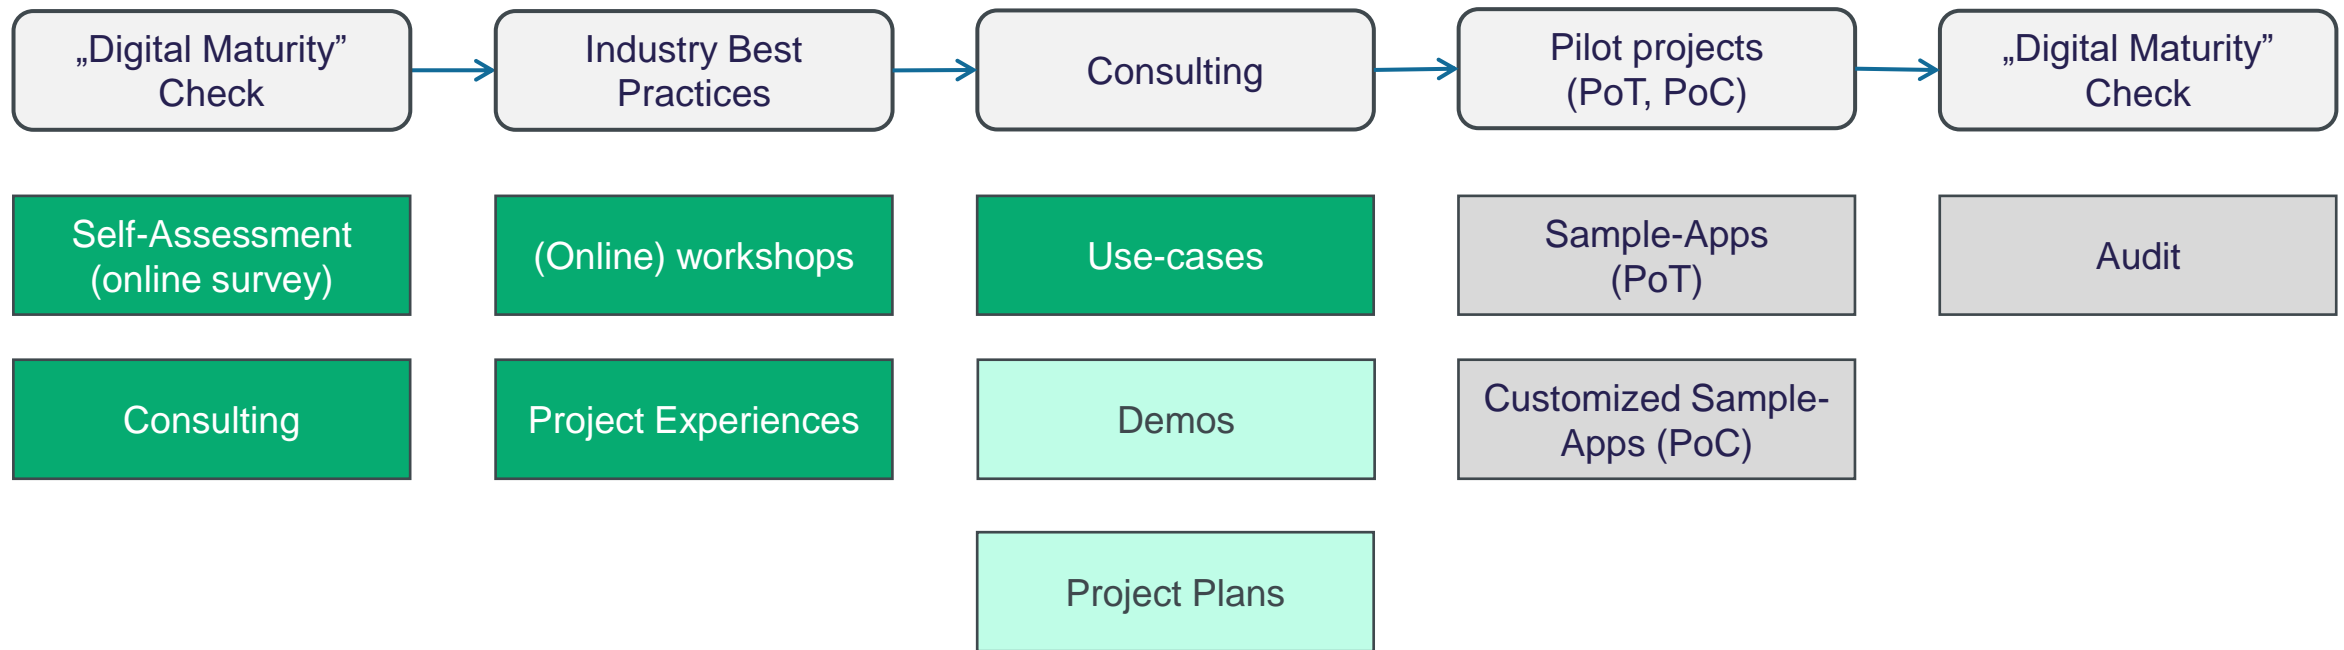 „Digital Maturity”
Check
Industry Best
Practices
Consulting
Pilot projects
(PoT, PoC)
„Digital Maturity”
Check
Self-Assessment
(online survey)
(Online) workshops
Use-cases
Sample-Apps
(PoT)
Audit
Consulting
Project Experiences
Demos
Customized Sample-
Apps (PoC)
Project Plans